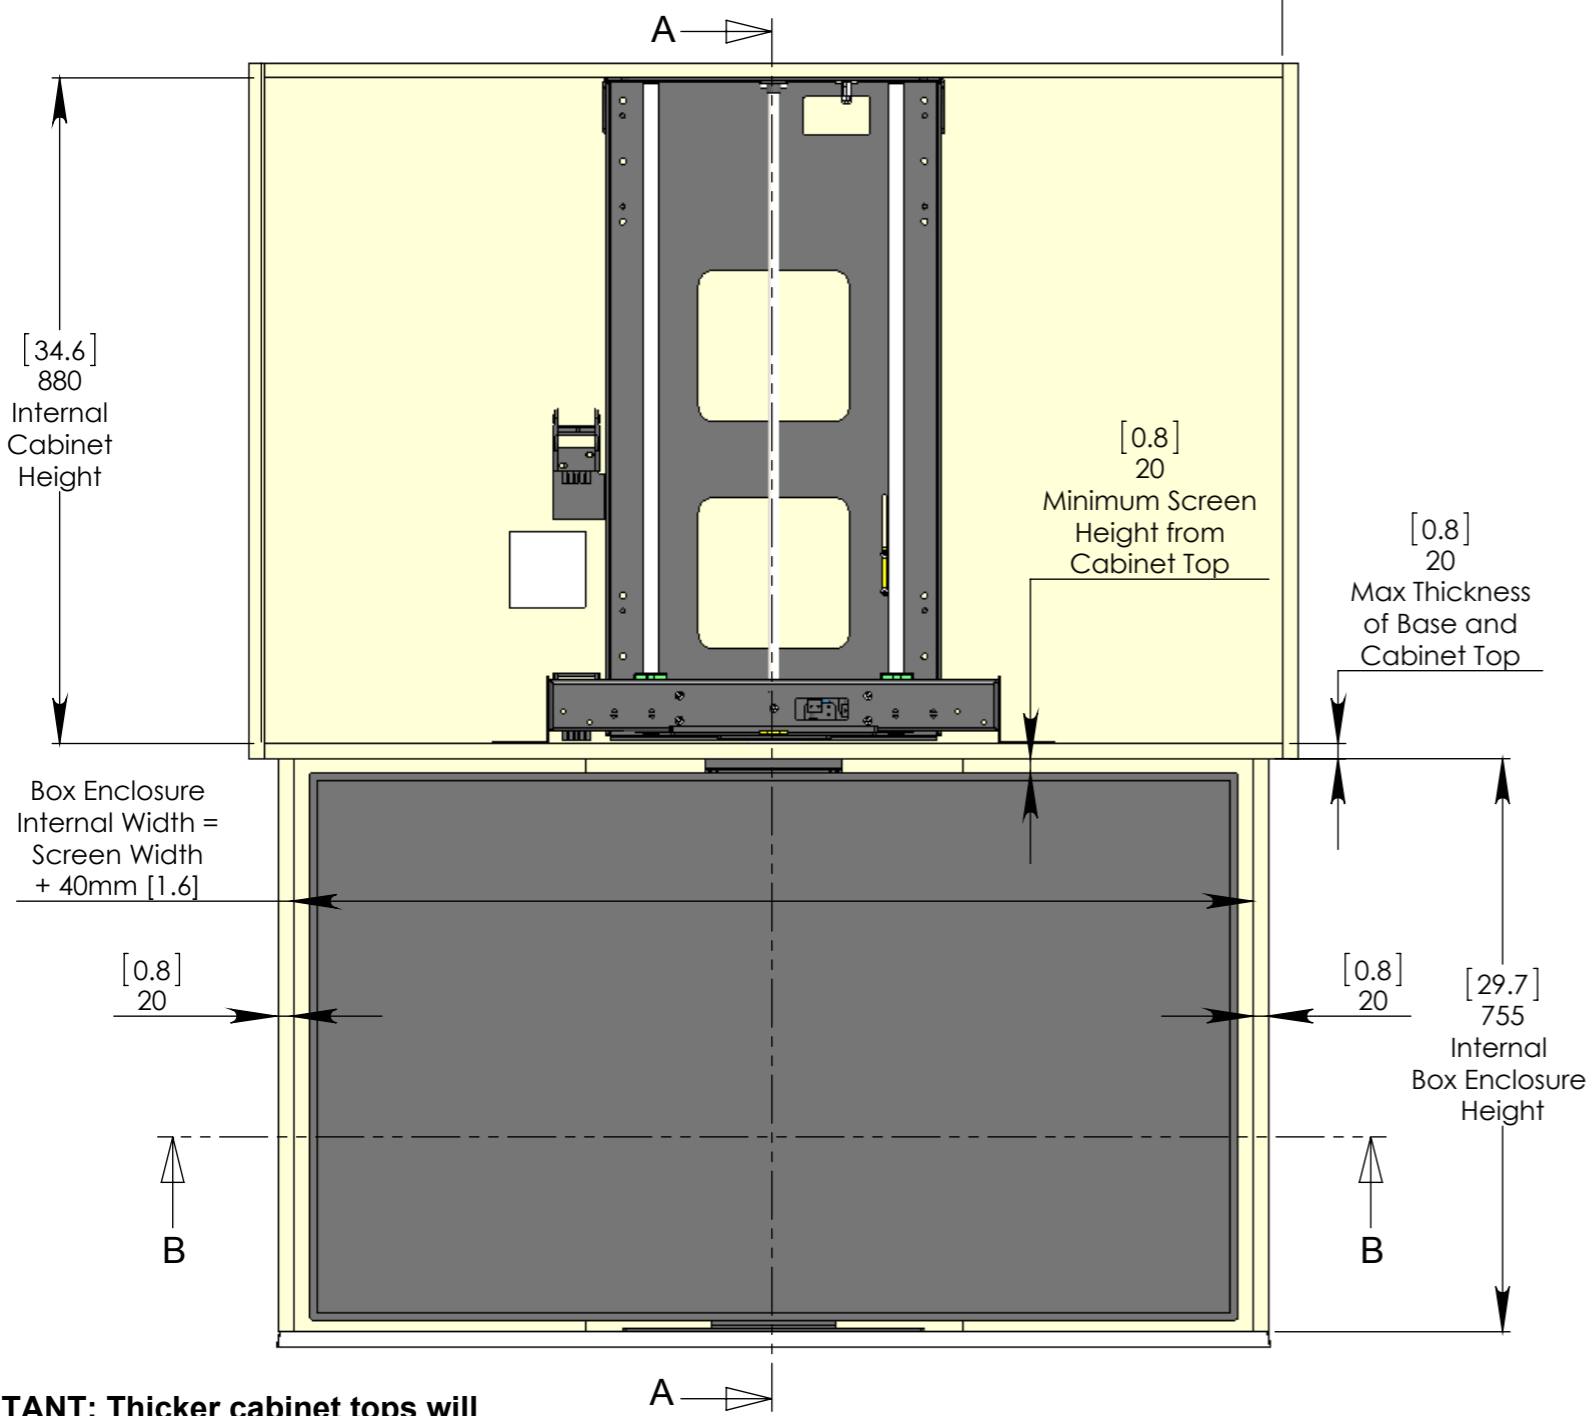 A
[34.6]
880
Internal
Cabinet
Height
[0.8]
20
Minimum Screen
Height from
Cabinet Top
[0.8]
20
Max Thickness
of Base and
Cabinet Top
Box Enclosure
Internal Width =
Screen Width
+ 40mm [1.6]
[0.8]
20
[0.8]
20
[29.7]
755
Internal
Box Enclosure
Height
B
B
A
TANT: Thicker cabinet tops will